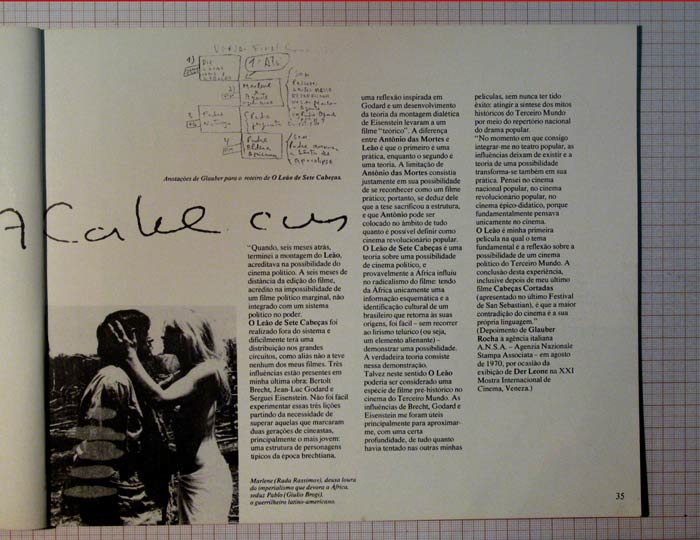 1º Ato
Marlene
Anotações de Glauber para o roteiro de O Leão de Sete Cabeças.
"Quando, seis meses atrás,
terminei a montagem do Leão,
acreditava na possibilidade do
cinema político. A seis meses de
distância da edição do filme,
acredito na impossibilidade de
um filme político marginal, não
integrado com um sistema
político no poder.
O Leão de Sete Cabeças foi
realizado fora do sistema e
dificilmente terá uma
distribuição nos grandes
circuitos, como aliás não a teve
nenhum dos meus filmes. Três
influências estão presentes em
minha última obra: Bertolt
Brecht, Jean-Luc Godard e
Serguei Eisenstein. Não foi fácil
experimentar essas três lições
partindo da necessidade de
superar aquelas que marcaram
duas gerações de cineastas,
principalmente o mais jovem:
uma estrutura de personagens
típicos da época brechtiana,
Marlene (Rada Rassimov), deusa loura
do imperialismo que devora a África,
seduz Pablo (Giulio Brogi),
o guerrilheiro latino-americano.
uma reflexão inspirada em
Godard e um desenvolvimento
da teoria da montagem dialética
de Eisenstein levaram a um
filme "teórico". A diferença
entre Antônio das Mortes e
Leão é que o primeiro é uma
prática, enquanto o segundo é
uma teoria. A limitação de
Antônio das Mortes consistia
justamente em sua possibilidade
de se reconhecer como um filme
prático; portanto, se deduz dele
que a tese sacrificou a estrutura,
e que Antônio pode ser
colocado no âmbito de tudo
quanto é possível definir como
cinema revolucionário popular.
O Leão de Sete Cabeças é uma
teoria sobre uma possibilidade
de cinema político, e
provavelmente a África influiu
no radicalismo do filme: tendo
da África unicamente uma
informação esquemática e a
identificação cultural de um
brasileiro que retorna às suas
origens, foi fácil – sem recorrer
ao lirismo telúrico (ou seja,
um elemento alienante) –
demonstrar uma possibilidade.
A verdadeira teoria consiste
nessa demonstração.
Talvez neste sentido O Leão
poderia ser considerado uma
espécie de filme pré-histórico no
cinema do Terceiro Mundo. As
influências de Brecht, Godard e
Eisenstein me foram úteis
principalmente para aproximar-
me, com uma certa
profundidade, de tudo quanto
havia tentado nas outras minhas
películas, sem nunca ter tido
êxito: atingir a síntese dos mitos
históricos do Terceiro Mundo
por meio do repertório nacional
do drama popular.
"No momento em que consigo
integrar-me no teatro popular, as
influências deixam de existir e a
teoria de uma possibilidade
transforma-se também em sua
prática. Pensei no cinema
nacional popular, no cinema
revolucionário popular, no
cinema épico-didático, porque
fundamentalmente pensava
unicamente no cinema.
O Leão é minha primeira
película na qual o tema
fundamental é a reflexão sobre a
possibilidade de um cinema
político do Terceiro Mundo. A
conclusão desta experiência,
inclusive depois de meu último
filme Cabeças Cortadas
(apresentado no último Festival
de San Sebastian), é que a maior
contradição do cinema é a sua
própria linguagem."
(Depoimento de Glauber
Rocha à agência italiana
A.N.S.A. – Agenzia Nazionale
Stampa Associata – em agosto
de 1970, por ocasião da
exibição de Der Leone na XXI
Mostra Internacional de
Cinema, Veneza.)
35